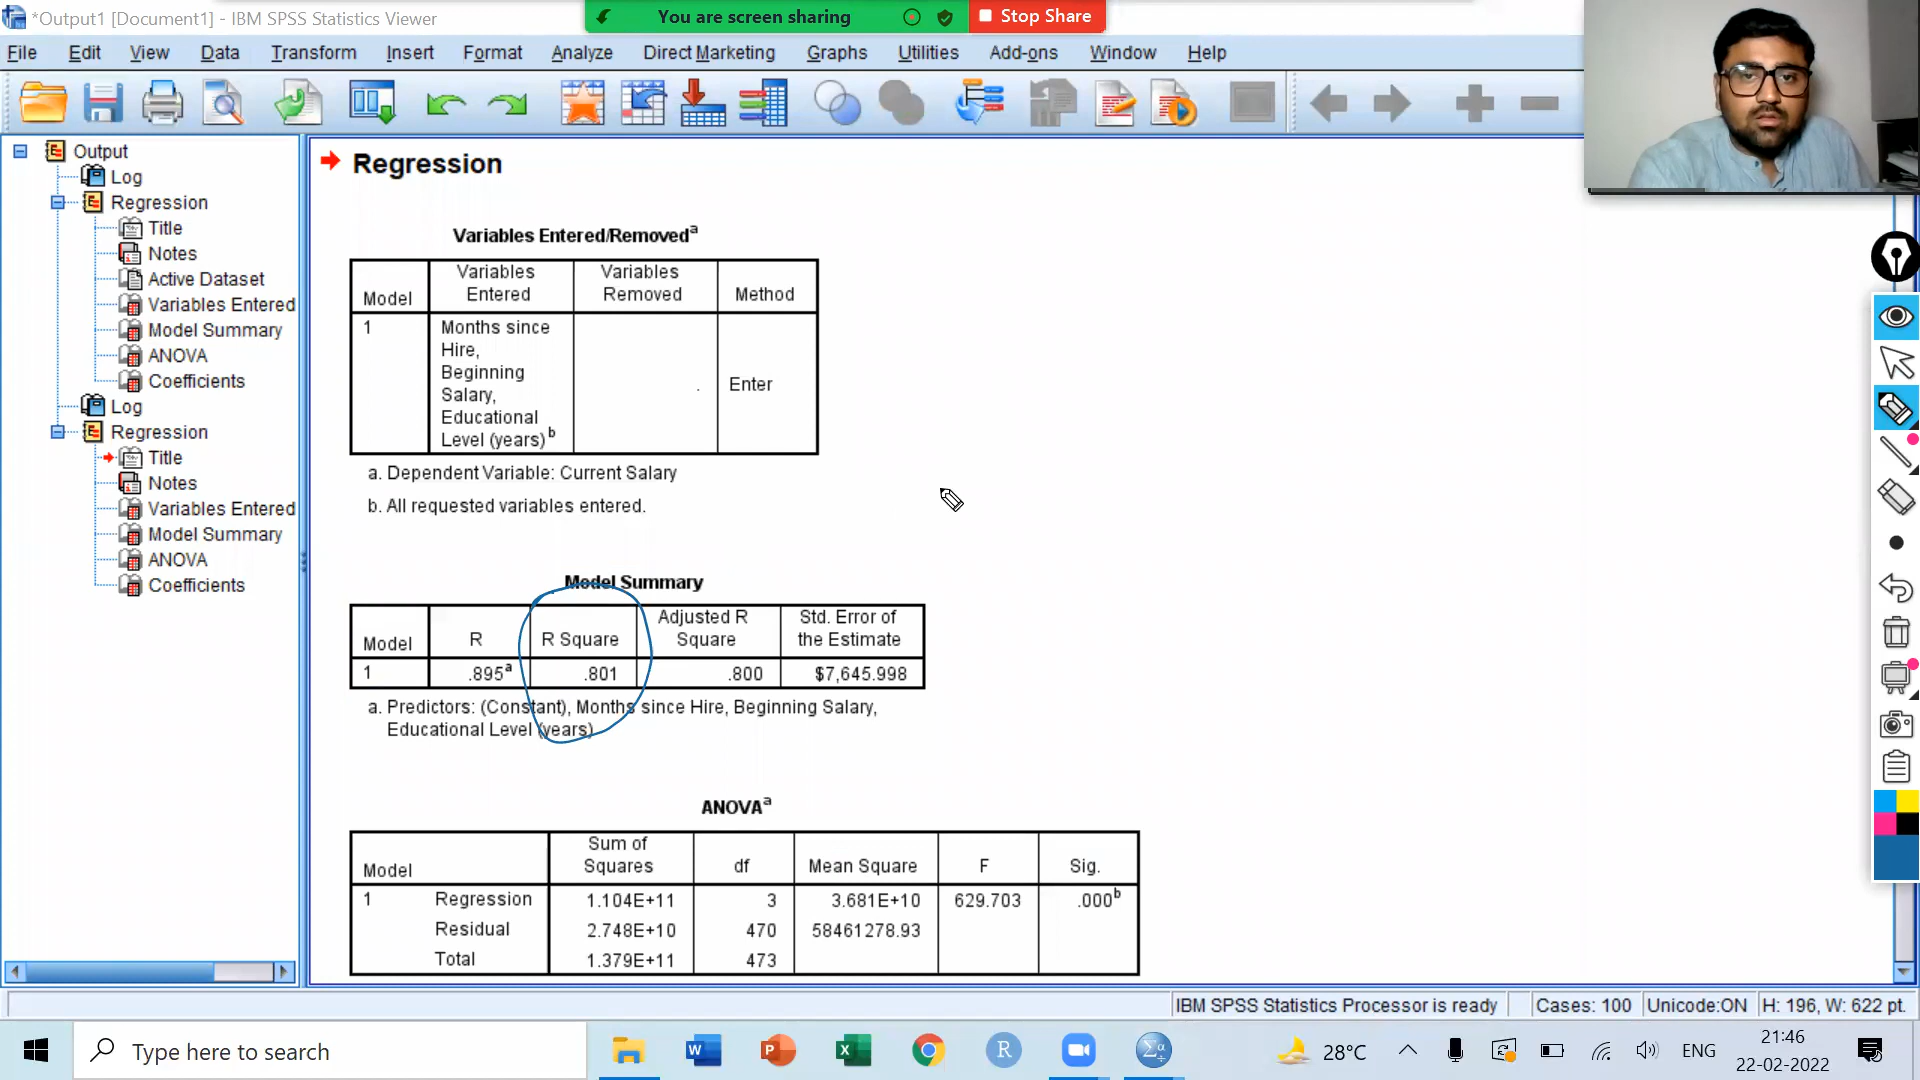 *Output1 [Document1] - IBM SPSS Statistics Viewer
You are screen sharing
Stop Share
File Edit View Data Transform Insert Format Analyze Direct Marketing Graphs Utilities Add-ons Window Help
Output
Log
Regression
Title
Notes
Active Dataset
Variables Entered
Model Summary
ANOVA
Coefficients
Log
Regression
Title
Notes
Variables Entered
Model Summary
ANOVA
Coefficients
Regression
Variables Entered/Removedᵃ
Model Variables Entered Variables Removed Method
1 Months since
Hire,
Beginning
Salary,
Educational
Level (years)ᵇ
. Enter
a. Dependent Variable: Current Salary
b. All requested variables entered.
Model Summary
Model R R Square Adjusted R Square Std. Error of the Estimate
1 .895ᵃ .801 .800 $7,645.998
a. Predictors: (Constant), Months since Hire, Beginning Salary,
Educational Level (years)
ANOVAᵃ
Model Sum of Squares df Mean Square F Sig.
1 Regression 1.104E+11 3 3.681E+10 629.703 .000ᵇ
Residual 2.748E+10 470 58461278.93
Total 1.379E+11 473
IBM SPSS Statistics Processor is ready Cases: 100 Unicode:ON H: 196, W: 622 pt.
Type here to search
28°C
ENG
21:46
22-02-2022